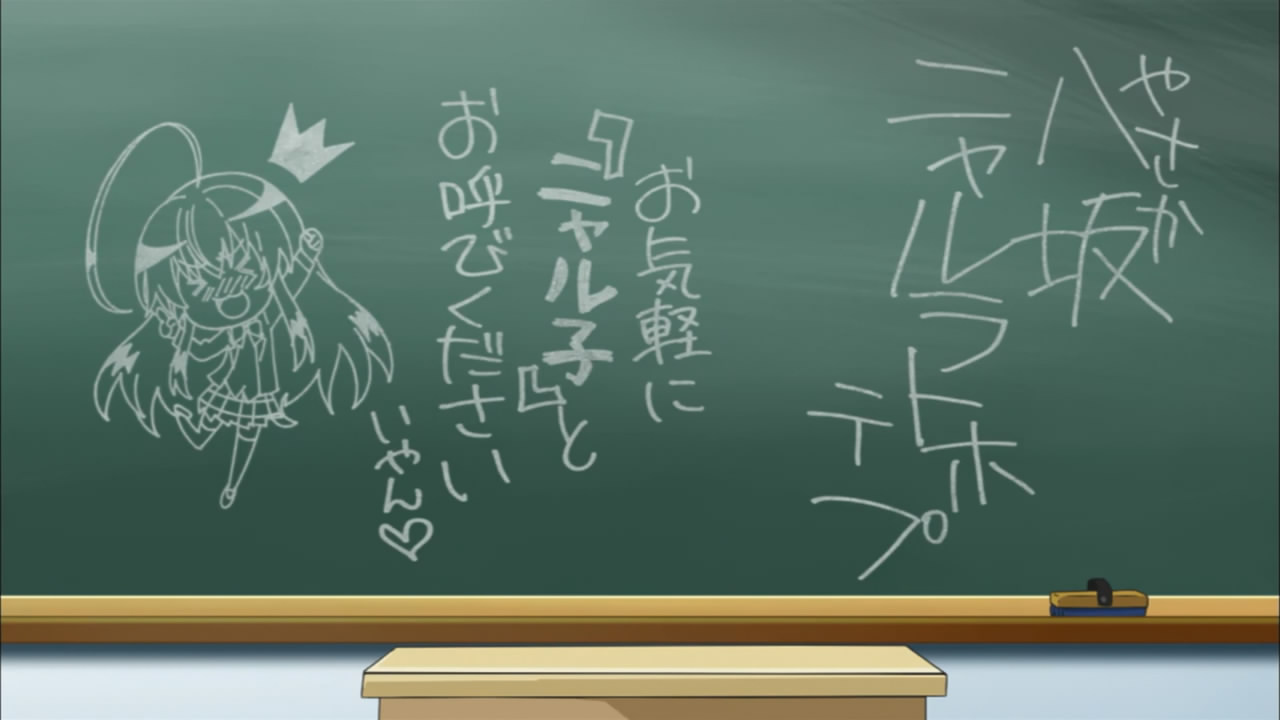 やさか
八坂
ニャルラトホテプ
お気軽に
『ニャル子』と
お呼びください
いやん♡